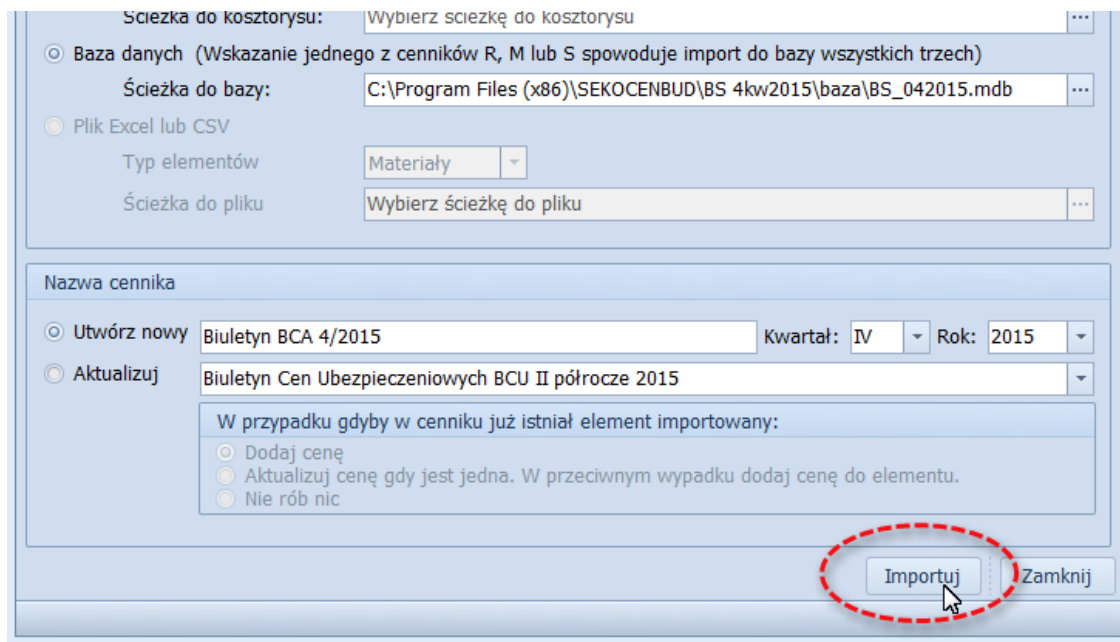 Ścieżka do kosztorysu: Wybierz ścieżkę do kosztorysu ...
Baza danych (Wskazanie jednego z cenników R, M lub S spowoduje import do bazy wszystkich trzech)
Ścieżka do bazy: C:\Program Files (x86)\SEKOCENBUD\BS 4kw2015\baza\BS_042015.mdb ...
Plik Excel lub CSV
Typ elementów Materiały
Ścieżka do pliku Wybierz ścieżkę do pliku ...
Nazwa cennika
Utwórz nowy Biuletyn BCA 4/2015 Kwartał: IV Rok: 2015
Aktualizuj Biuletyn Cen Ubezpieczeniowych BCU II półrocze 2015
W przypadku gdyby w cenniku już istniał element importowany:
Dodaj cenę
Aktualizuj cenę gdy jest jedna. W przeciwnym wypadku dodaj cenę do elementu.
Nie rób nic
Importuj Zamknij